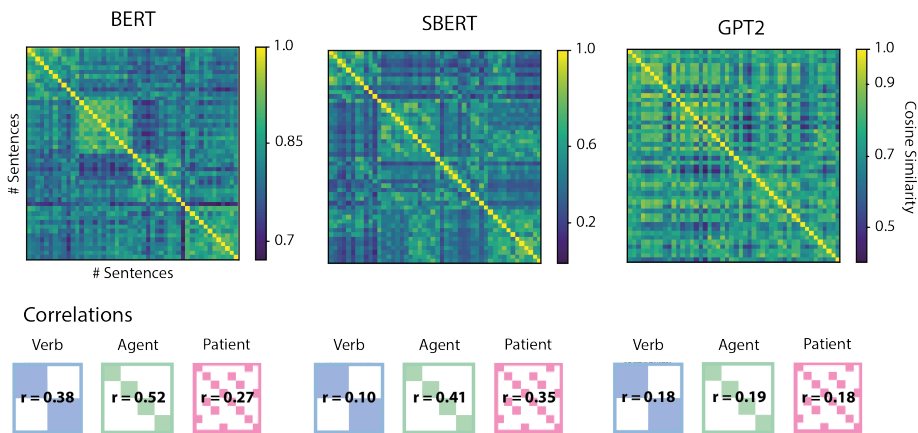 BERT
SBERT
GPT2
# Sentences
# Sentences
1.0
0.85
0.7
1.0
0.6
0.2
1.0
0.9
0.7
0.5
Cosine Similarity
Correlations
Verb Agent Patient
r = 0.38 r = 0.52 r = 0.27
Verb Agent Patient
r = 0.10 r = 0.41 r = 0.35
Verb Agent Patient
r = 0.18 r = 0.19 r = 0.18